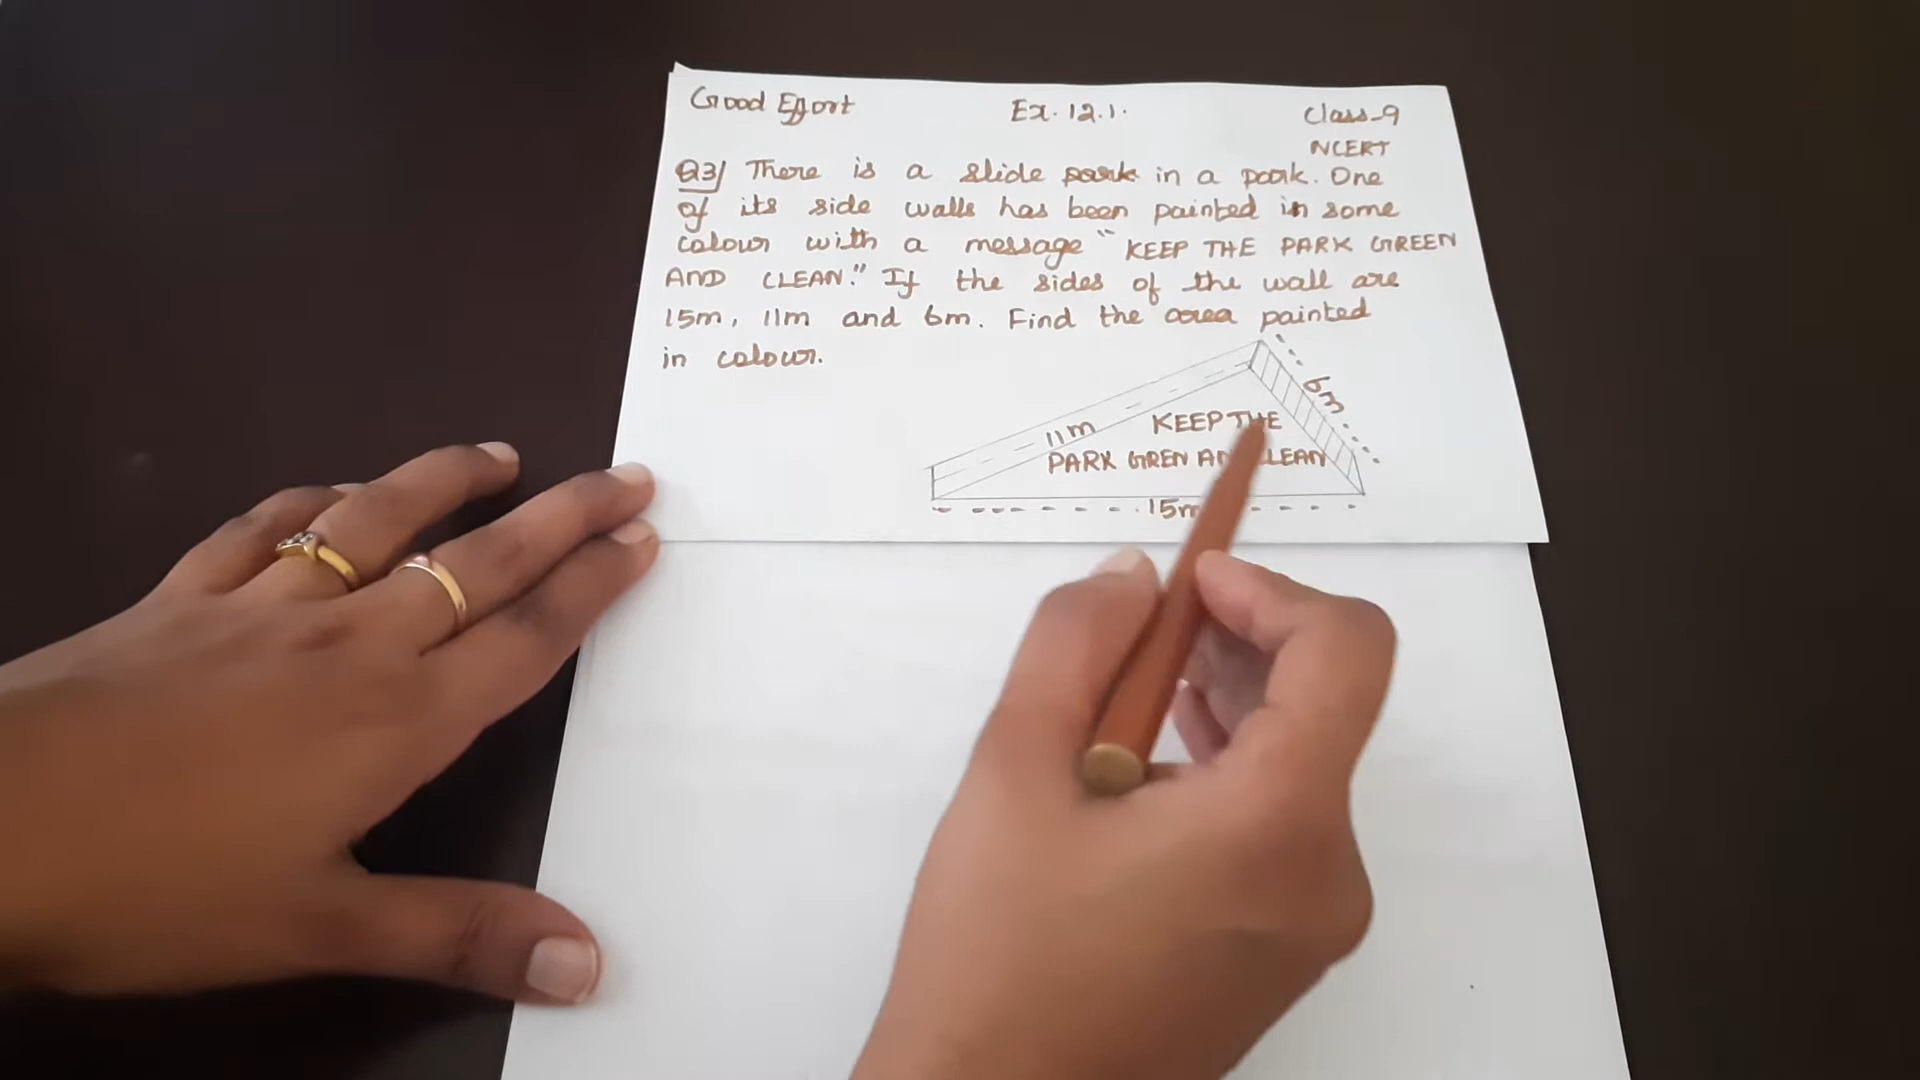 Good Effort Ex. 12.1. Class-9
NCERT
Q3/ There is a slide park in a park. One
of its side walls has been painted in some
colour with a message "KEEP THE PARK GREEN
AND CLEAN." If the sides of the wall are
15m, 11m and 6m. Find the area painted
in colour.
6m
11m
KEEP THE
PARK GREN AND CLEAN
15m